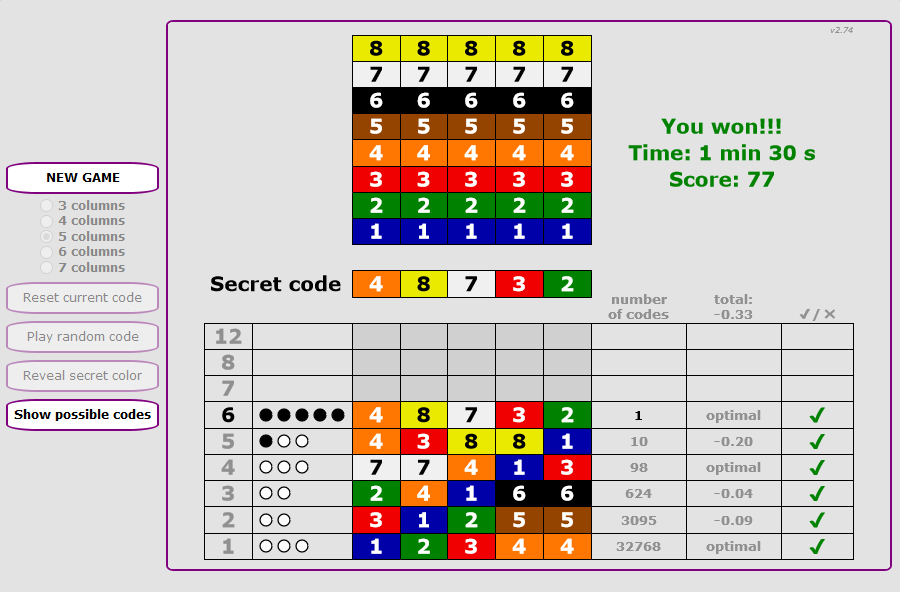 v2.74
8 8 8 8 8
7 7 7 7 7
6 6 6 6 6
5 5 5 5 5
4 4 4 4 4
3 3 3 3 3
2 2 2 2 2
1 1 1 1 1
You won!!!
Time: 1 min 30 s
Score: 77
NEW GAME
3 columns
4 columns
5 columns
6 columns
7 columns
Reset current code
Play random code
Reveal secret color
Show possible codes
Secret code 4 8 7 3 2
number of codes
total: -0.33
✔/✕
12
8
7
6 4 8 7 3 2 1 optimal ✔
5 4 3 8 8 1 10 -0.20 ✔
4 7 7 4 1 3 98 optimal ✔
3 2 4 1 6 6 624 -0.04 ✔
2 3 1 2 5 5 3095 -0.09 ✔
1 1 2 3 4 4 32768 optimal ✔